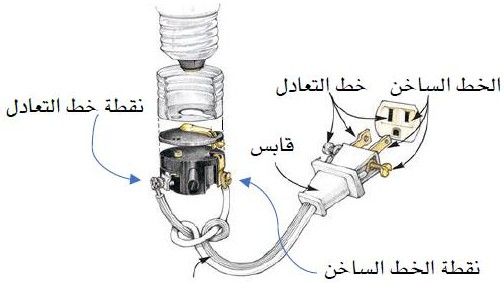 الخط الساخن
خط التعادل
نقطة خط التعادل
قابس
نقطة الخط الساخن